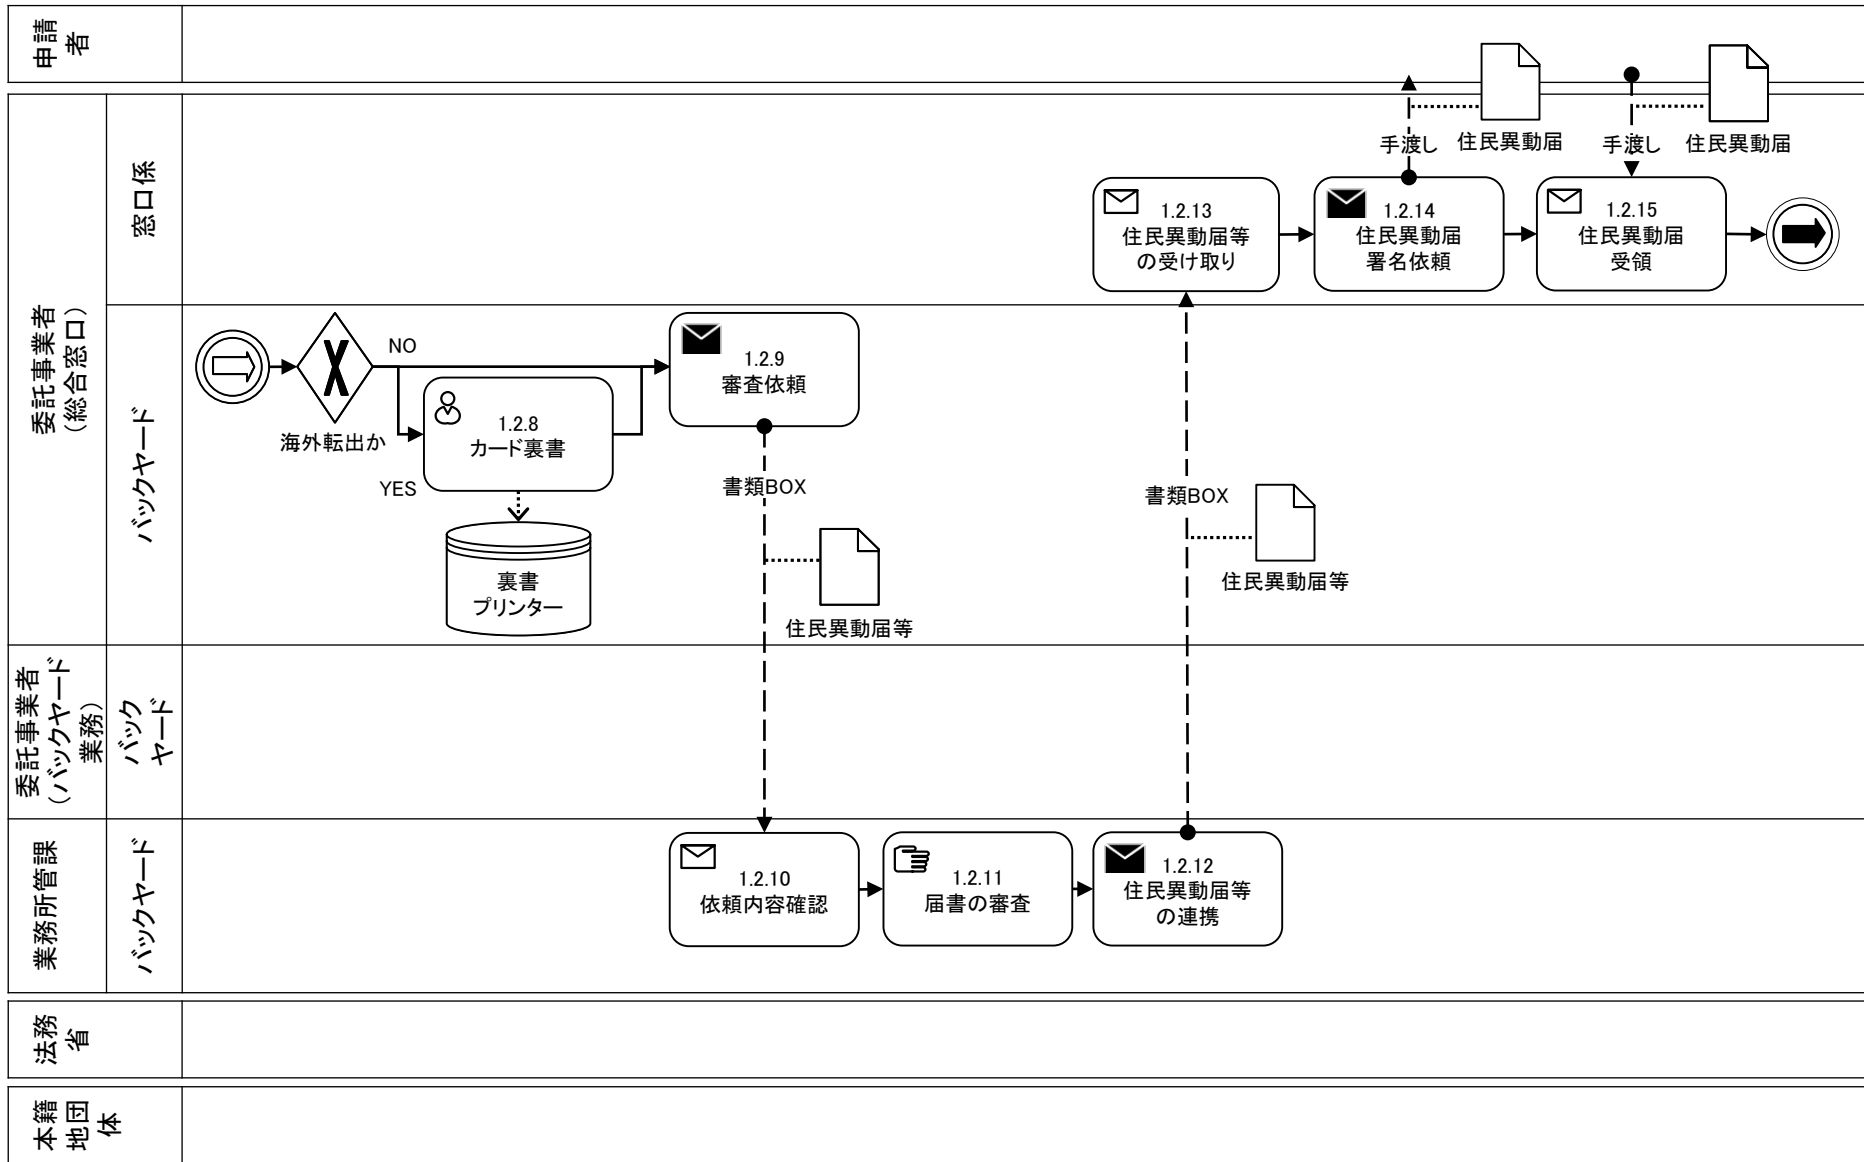 申請
者
委託事業者
（総合窓口）
窓口係
バックヤード
委託事業者
（バックヤード
業務）
バック
ヤード
業務所管課
バックヤード
法務
省
本籍
地団
体
手渡し
住民異動届
手渡し
住民異動届
1.2.13
住民異動届等
の受け取り
1.2.14
住民異動届
署名依頼
1.2.15
住民異動届
受領
海外転出か
NO
YES
1.2.8
カード裏書
裏書
プリンター
1.2.9
審査依頼
書類BOX
住民異動届等
書類BOX
住民異動届等
1.2.10
依頼内容確認
1.2.11
届書の審査
1.2.12
住民異動届等
の連携